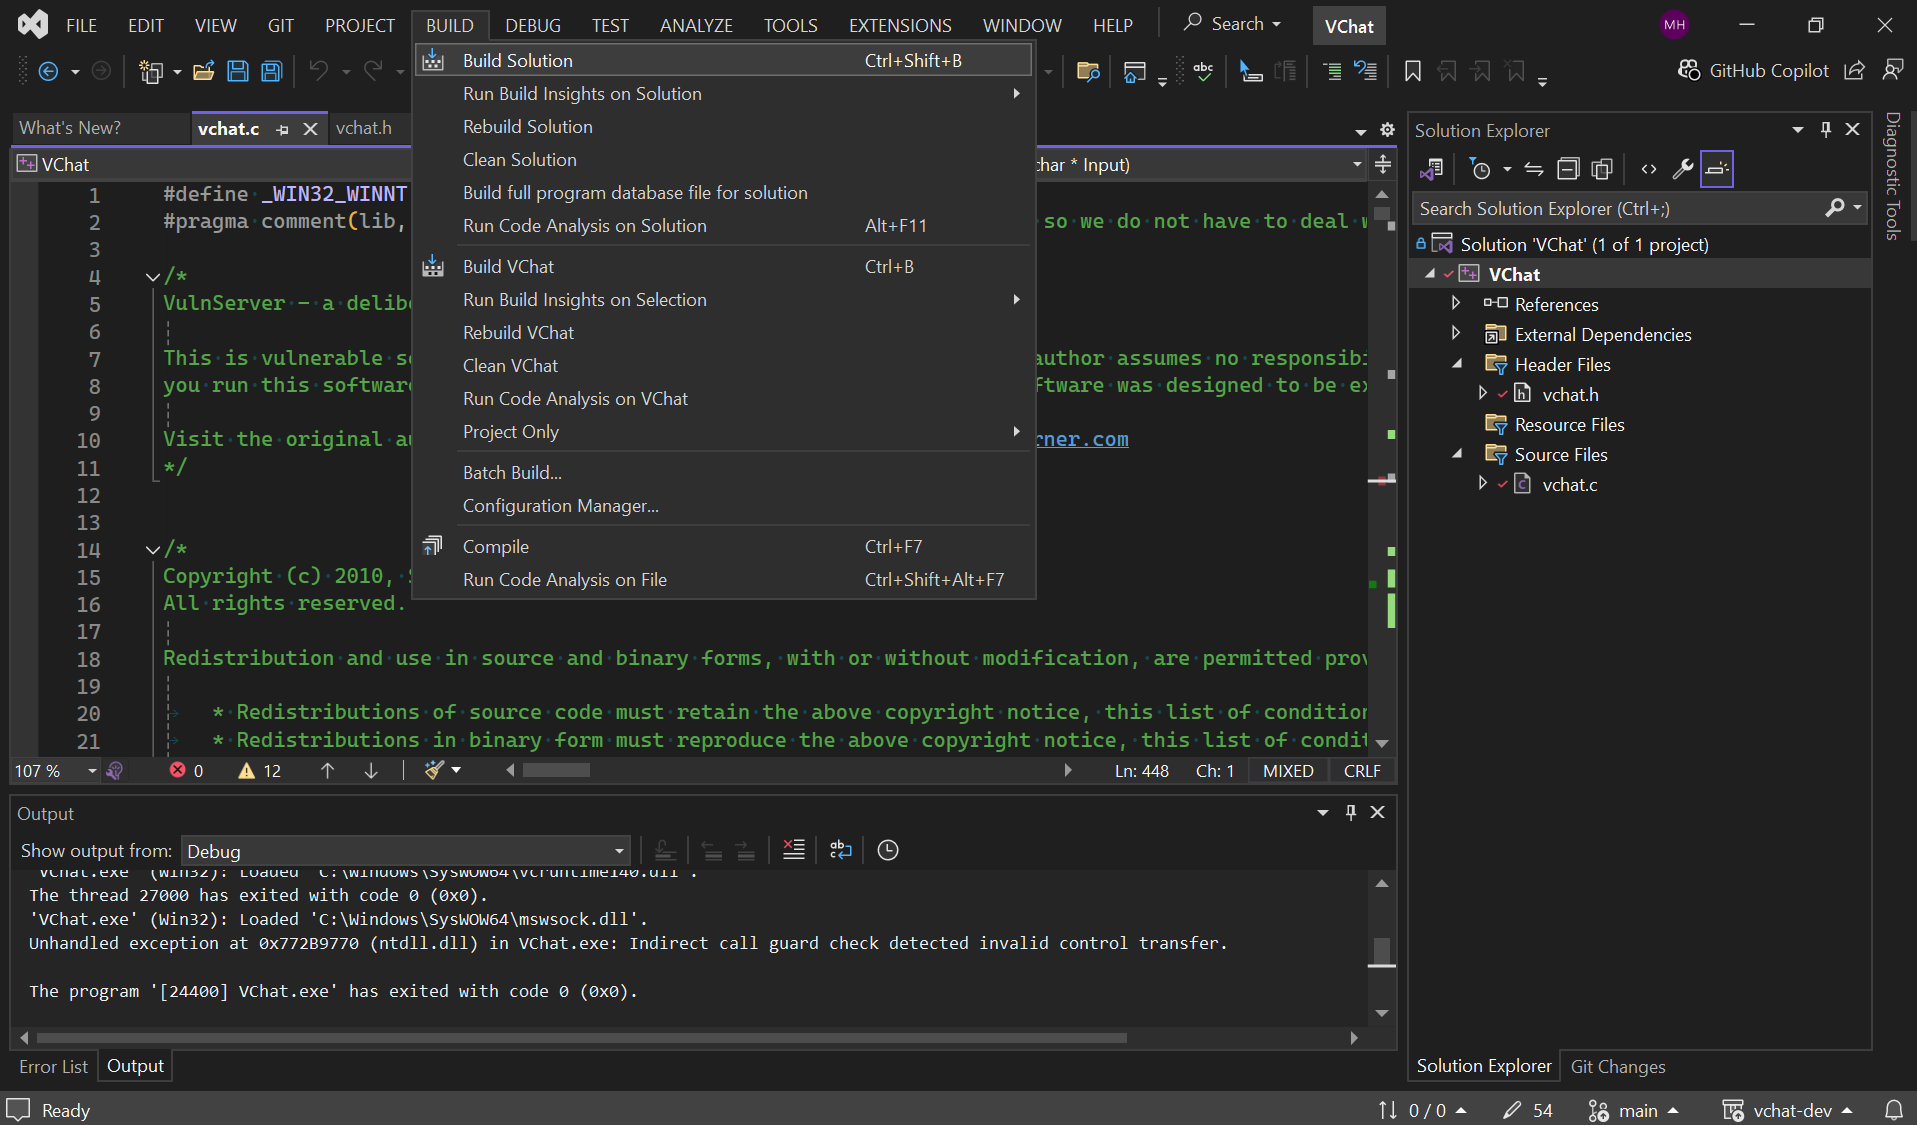 FILE EDIT VIEW GIT PROJECT BUILD DEBUG TEST ANALYZE TOOLS EXTENSIONS WINDOW HELP Search VChat MH
GitHub Copilot
Build Solution Ctrl+Shift+B
Run Build Insights on Solution
Rebuild Solution
Clean Solution
Build full program database file for solution
Run Code Analysis on Solution Alt+F11
Build VChat Ctrl+B
Run Build Insights on Selection
Rebuild VChat
Clean VChat
Run Code Analysis on VChat
Project Only
Batch Build...
Configuration Manager...
Compile Ctrl+F7
Run Code Analysis on File Ctrl+Shift+Alt+F7
What's New? vchat.c vchat.h
VChat char * Input)
1 #define _WIN32_WINNT
2 #pragma comment(lib, so we do not have to deal w
3
4 /*
5 VulnServer - a delibe
6
7 This is vulnerable so author assumes no responsibi
8 you run this software ftware was designed to be ex
9
10 Visit the original au rner.com
11 */
12
13
14 /*
15 Copyright (c) 2010, S
16 All rights reserved.
17
18 Redistribution and use in source and binary forms, with or without modification, are permitted prov
19
20 * Redistributions of source code must retain the above copyright notice, this list of condition
21 * Redistributions in binary form must reproduce the above copyright notice, this list of condit
107 % 0 12 Ln: 448 Ch: 1 MIXED CRLF
Output
Show output from: Debug
'VChat.exe' (Win32): Loaded 'C:\Windows\SysWOW64\vcruntime140.dll'.
The thread 27000 has exited with code 0 (0x0).
'VChat.exe' (Win32): Loaded 'C:\Windows\SysWOW64\mswsock.dll'.
Unhandled exception at 0x772B9770 (ntdll.dll) in VChat.exe: Indirect call guard check detected invalid control transfer.
The program '[24400] VChat.exe' has exited with code 0 (0x0).
Error List Output
Solution Explorer
Search Solution Explorer (Ctrl+;)
Solution 'VChat' (1 of 1 project)
VChat
References
External Dependencies
Header Files
vchat.h
Resource Files
Source Files
vchat.c
Solution Explorer Git Changes
Diagnostic Tools
Ready 0 / 0 54 main vchat-dev